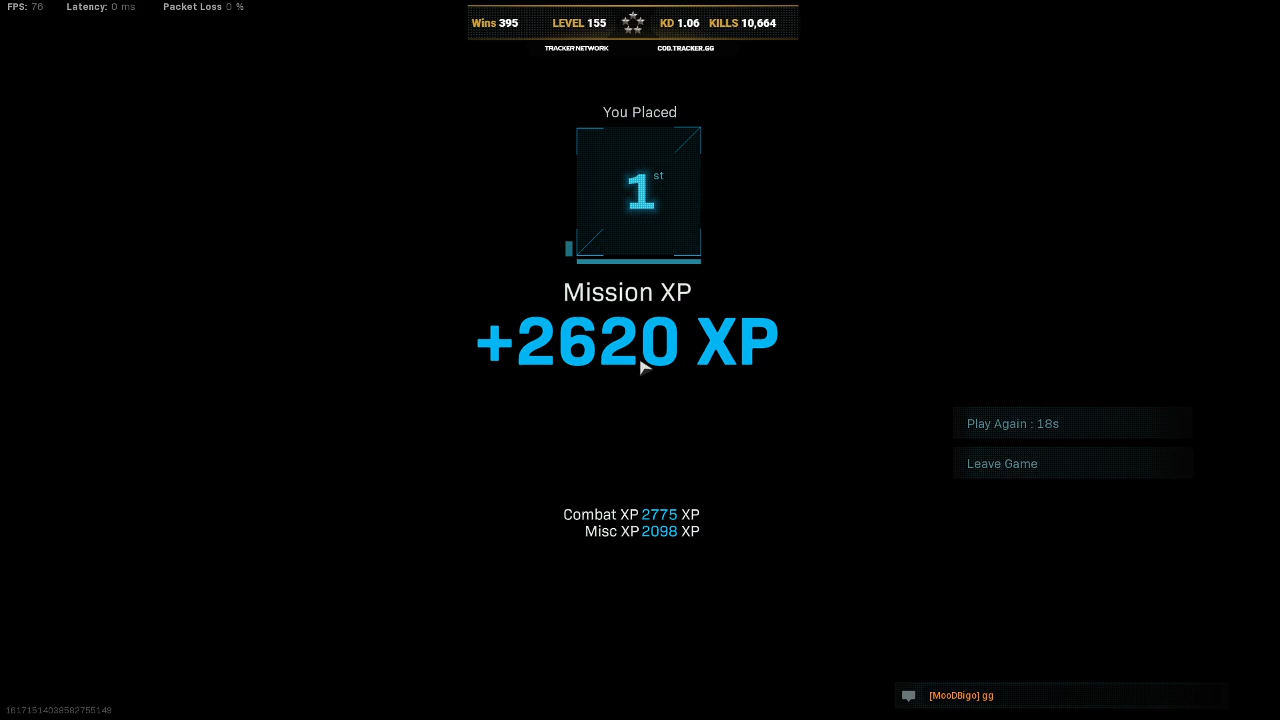 FPS: 76 Latency: 0 ms Packet Loss 0 %
Wins 395 LEVEL 155 KD 1.06 KILLS 10,664
TRACKER NETWORK COD.TRACKER.GG
You Placed
1st
Mission XP
+2620 XP
Play Again : 18s
Leave Game
Combat XP 2775 XP
Misc XP 2098 XP
[MooDBigo] gg